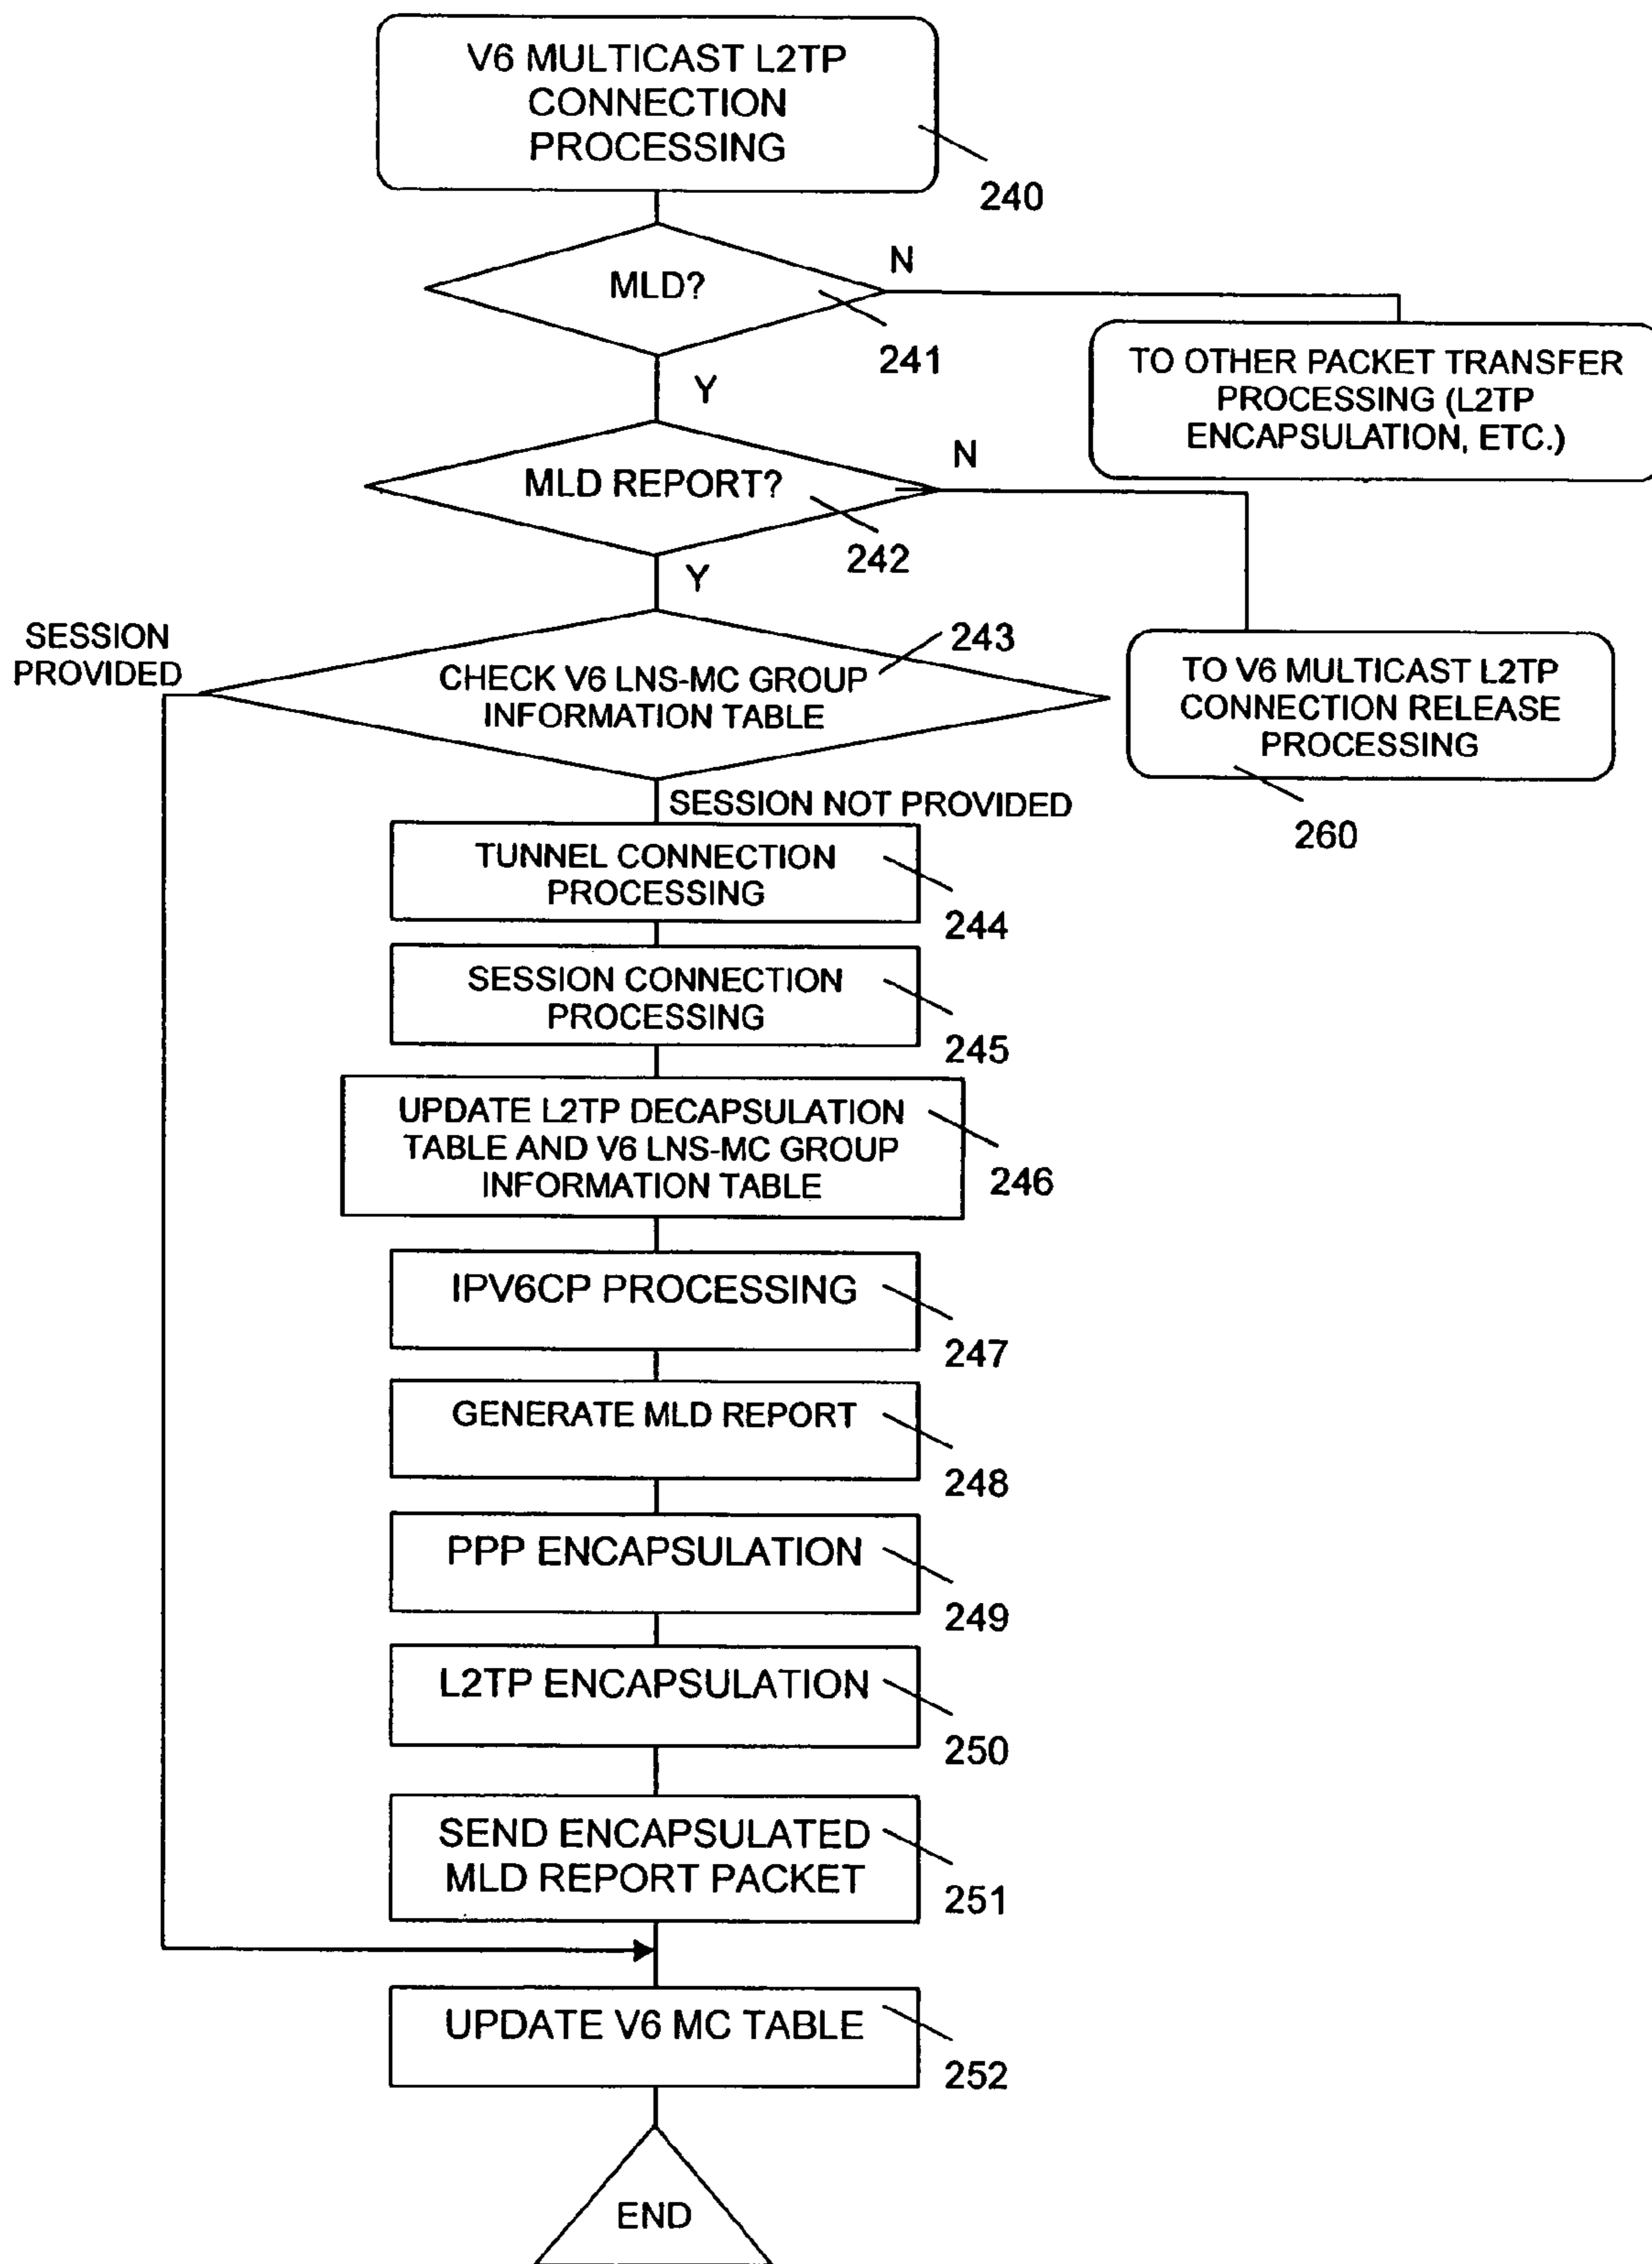 V6 MULTICAST L2TP
CONNECTION
PROCESSING
240
MLD?
N
241
Y
TO OTHER PACKET TRANSFER
PROCESSING (L2TP
ENCAPSULATION, ETC.)
MLD REPORT?
N
242
Y
SESSION
PROVIDED
243
CHECK V6 LNS-MC GROUP
INFORMATION TABLE
TO V6 MULTICAST L2TP
CONNECTION RELEASE
PROCESSING
260
SESSION NOT PROVIDED
TUNNEL CONNECTION
PROCESSING
244
SESSION CONNECTION
PROCESSING
245
UPDATE L2TP DECAPSULATION
TABLE AND V6 LNS-MC GROUP
INFORMATION TABLE
246
IPV6CP PROCESSING
247
GENERATE MLD REPORT
248
PPP ENCAPSULATION
249
L2TP ENCAPSULATION
250
SEND ENCAPSULATED
MLD REPORT PACKET
251
UPDATE V6 MC TABLE
252
END